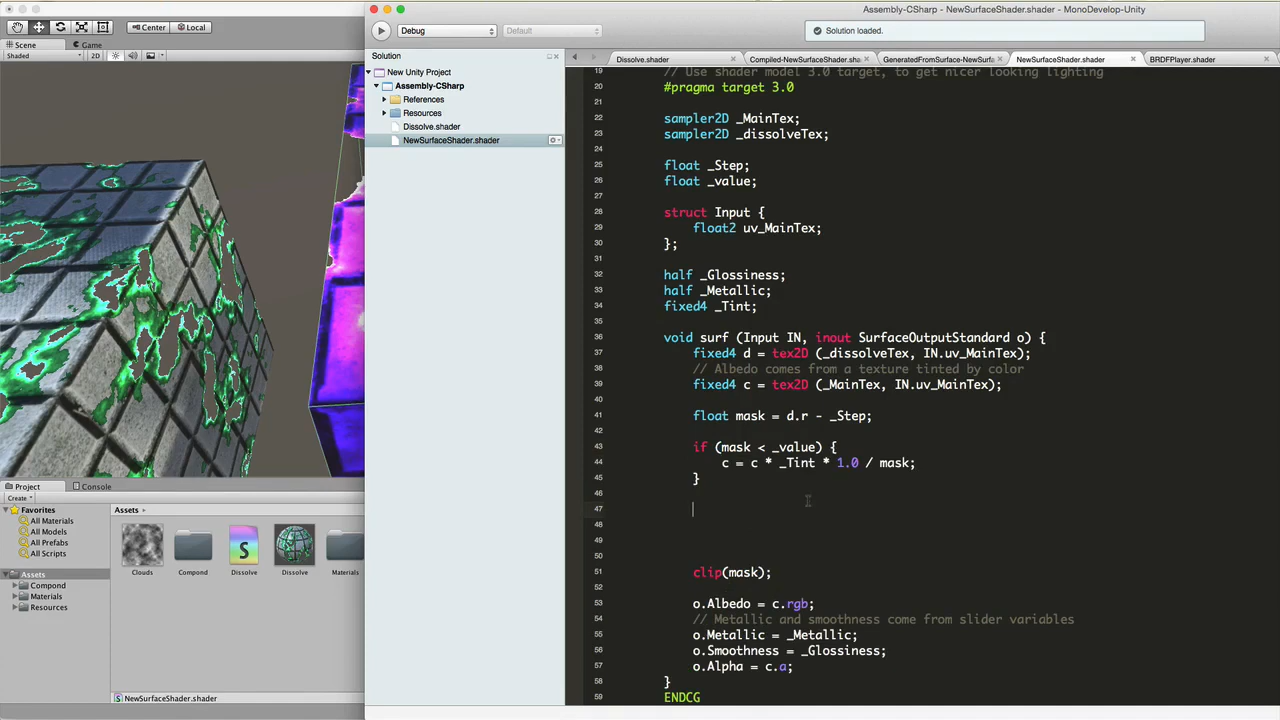 Assembly-CSharp - NewSurfaceShader.shader - MonoDevelop-Unity
Center
Local
Debug
Default
Solution loaded.
Scene
Game
Shaded
2D
Solution
New Unity Project
Assembly-CSharp
References
Resources
Dissolve.shader
NewSurfaceShader.shader
Dissolve.shader
Compiled-NewSurfaceShader.sha
GeneratedFromSurface-NewSurfa
NewSurfaceShader.shader
BRDFPlayer.shader
19 // Use shader model 3.0 target, to get nicer looking lighting
20 #pragma target 3.0
21
22 sampler2D _MainTex;
23 sampler2D _dissolveTex;
24
25 float _Step;
26 float _value;
27
28 struct Input {
29 float2 uv_MainTex;
30 };
31
32 half _Glossiness;
33 half _Metallic;
34 fixed4 _Tint;
35
36 void surf (Input IN, inout SurfaceOutputStandard o) {
37 fixed4 d = tex2D (_dissolveTex, IN.uv_MainTex);
38 // Albedo comes from a texture tinted by color
39 fixed4 c = tex2D (_MainTex, IN.uv_MainTex);
40
41 float mask = d.r - _Step;
42
43 if (mask < _value) {
44 c = c * _Tint * 1.0 / mask;
45 }
46
47
48
49
50
51 clip(mask);
52
53 o.Albedo = c.rgb;
54 // Metallic and smoothness come from slider variables
55 o.Metallic = _Metallic;
56 o.Smoothness = _Glossiness;
57 o.Alpha = c.a;
58 }
59 ENDCG
Project
Console
Create
Favorites
All Materials
All Models
All Prefabs
All Scripts
Assets
Compond
Materials
Resources
Assets
Clouds
Compond
Dissolve
Dissolve
Materials
NewSurfaceShader.shader